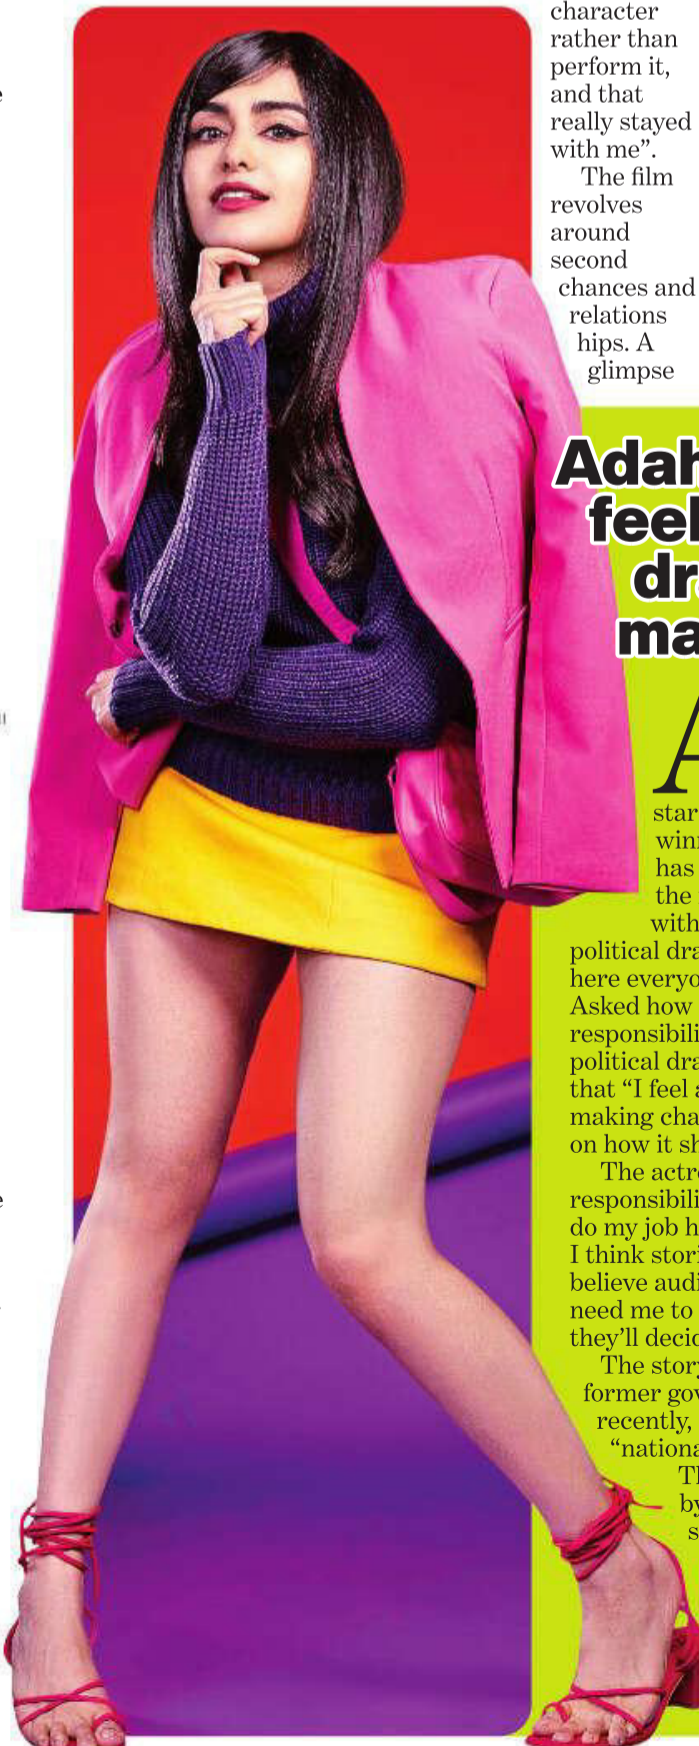 character
rather than
perform it,
and that
really stayed
with me”.
The film
revolves
around
second
chances and
relations
hips. A
glimpse
Adah
feel
dr
ma
A
star
win
has
the
with
political dra
here everyo
Asked how
responsibili
political dra
that “I feel a
making cha
on how it sh
The actr
responsibili
do my job h
I think stori
believe audi
need me to
they’ll decid
The story
former gov
recently,
“nationa
Th
by
s